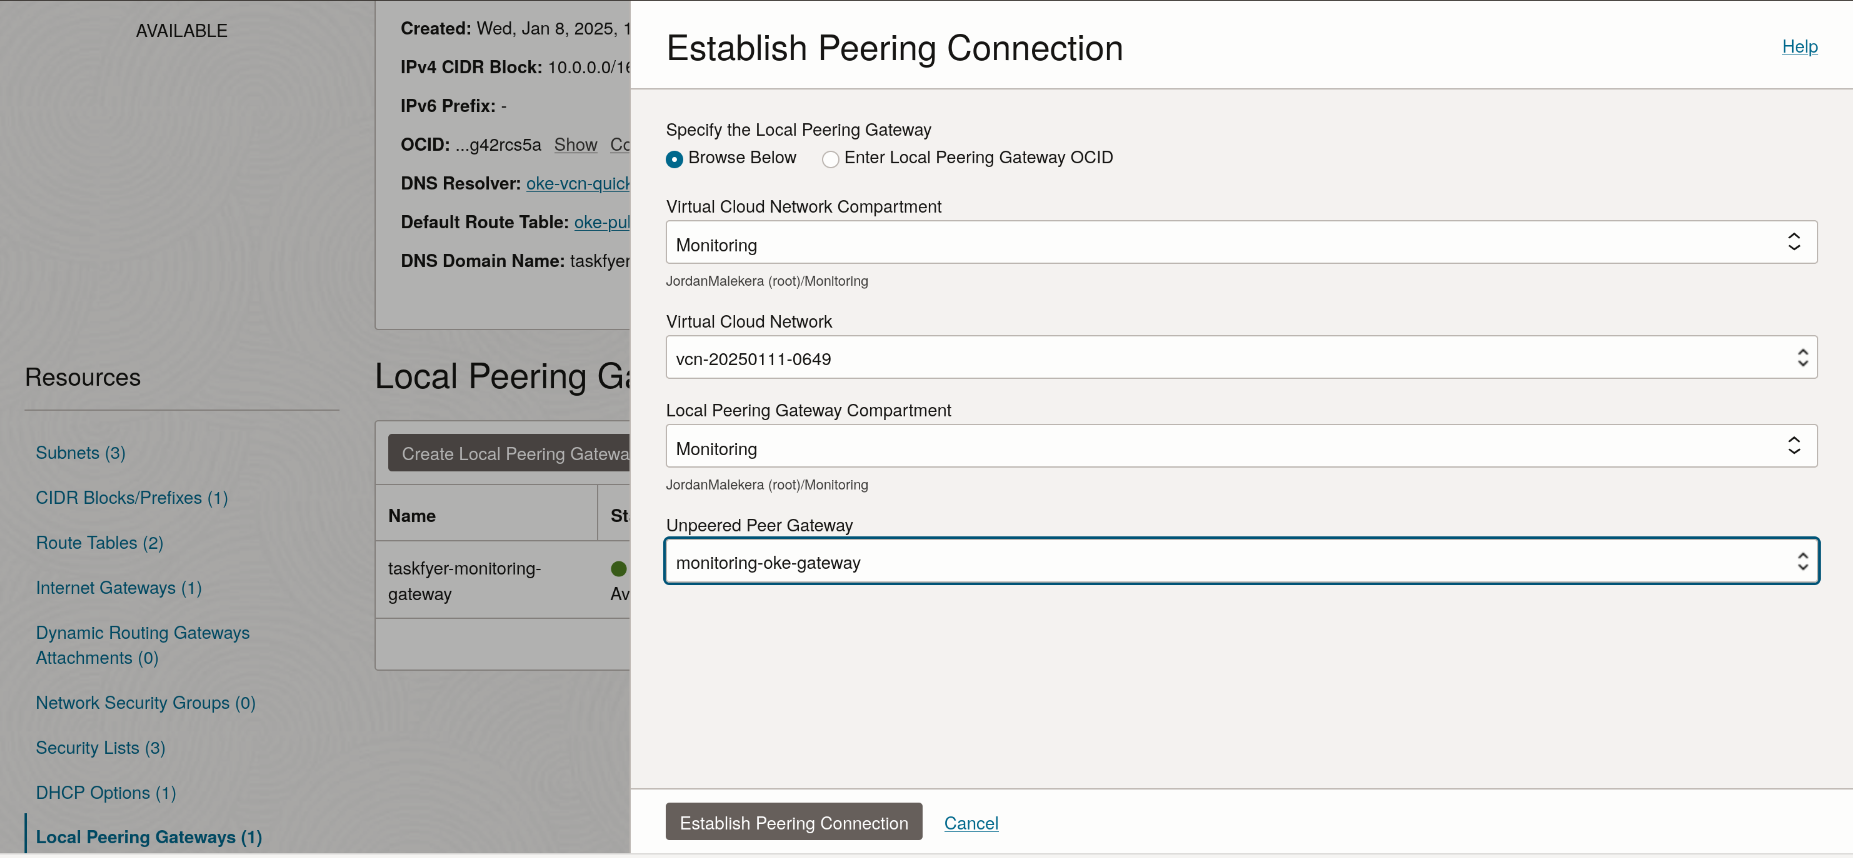 AVAILABLE
Created: Wed, Jan 8, 2025, 1
IPv4 CIDR Block: 10.0.0.0/16
IPv6 Prefix: -
OCID: ...g42rcs5a Show Co
DNS Resolver: oke-vcn-quick
Default Route Table: oke-pul
DNS Domain Name: taskfyer
Resources
Subnets (3)
CIDR Blocks/Prefixes (1)
Route Tables (2)
Internet Gateways (1)
Dynamic Routing Gateways
Attachments (0)
Network Security Groups (0)
Security Lists (3)
DHCP Options (1)
Local Peering Gateways (1)
Local Peering Ga
Create Local Peering Gatewa
Name St
taskfyer-monitoring-
gateway
Av
Establish Peering Connection
Help
Specify the Local Peering Gateway
Browse Below Enter Local Peering Gateway OCID
Virtual Cloud Network Compartment
Monitoring
JordanMalekera (root)/Monitoring
Virtual Cloud Network
vcn-20250111-0649
Local Peering Gateway Compartment
Monitoring
JordanMalekera (root)/Monitoring
Unpeered Peer Gateway
monitoring-oke-gateway
Establish Peering Connection Cancel